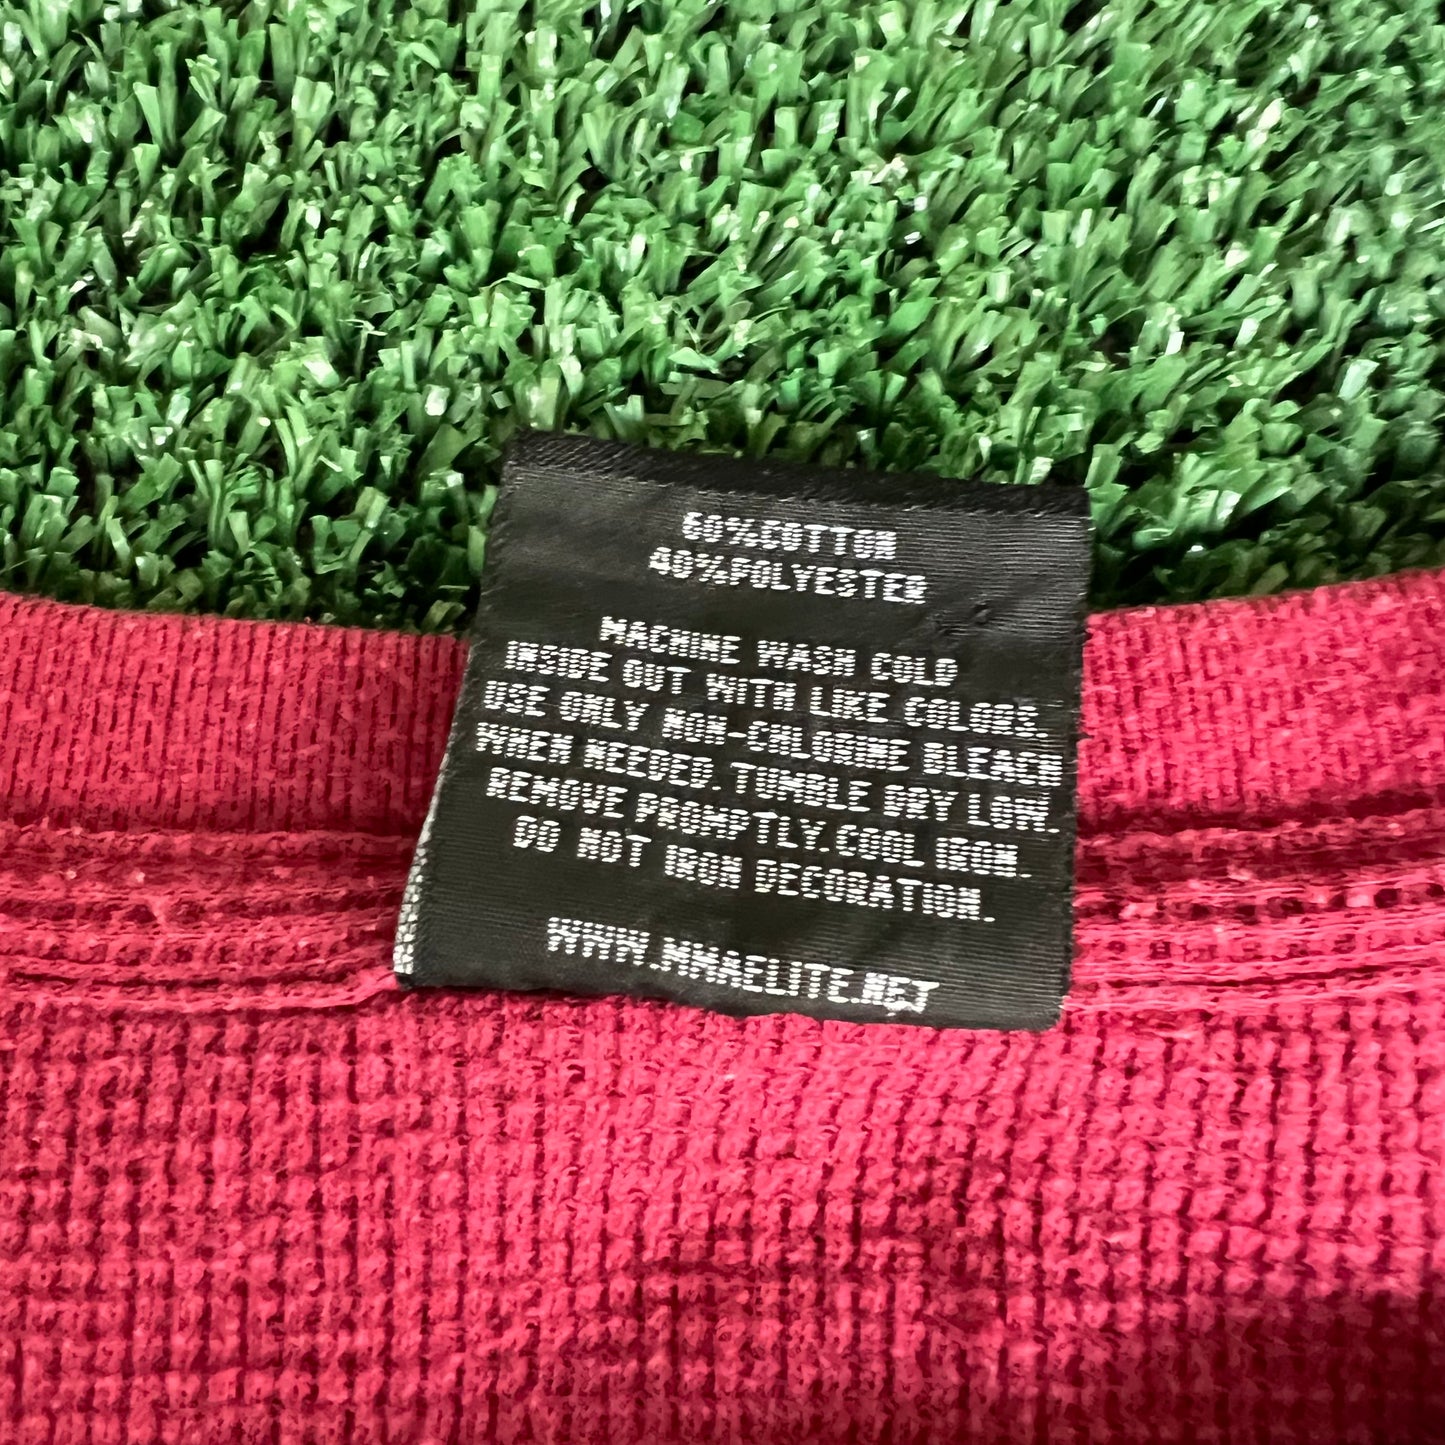 60%COTTON
40%POLYESTER
MACHINE WASH COLD
INSIDE OUT WITH LIKE COLORS.
USE ONLY NON-CHLORINE BLEACH
WHEN NEEDED.TUMBLE DRY LOW.
REMOVE PROMPTLY.COOL IRON.
DO NOT IRON DECORATION.
WWW.MMAELITE.NET